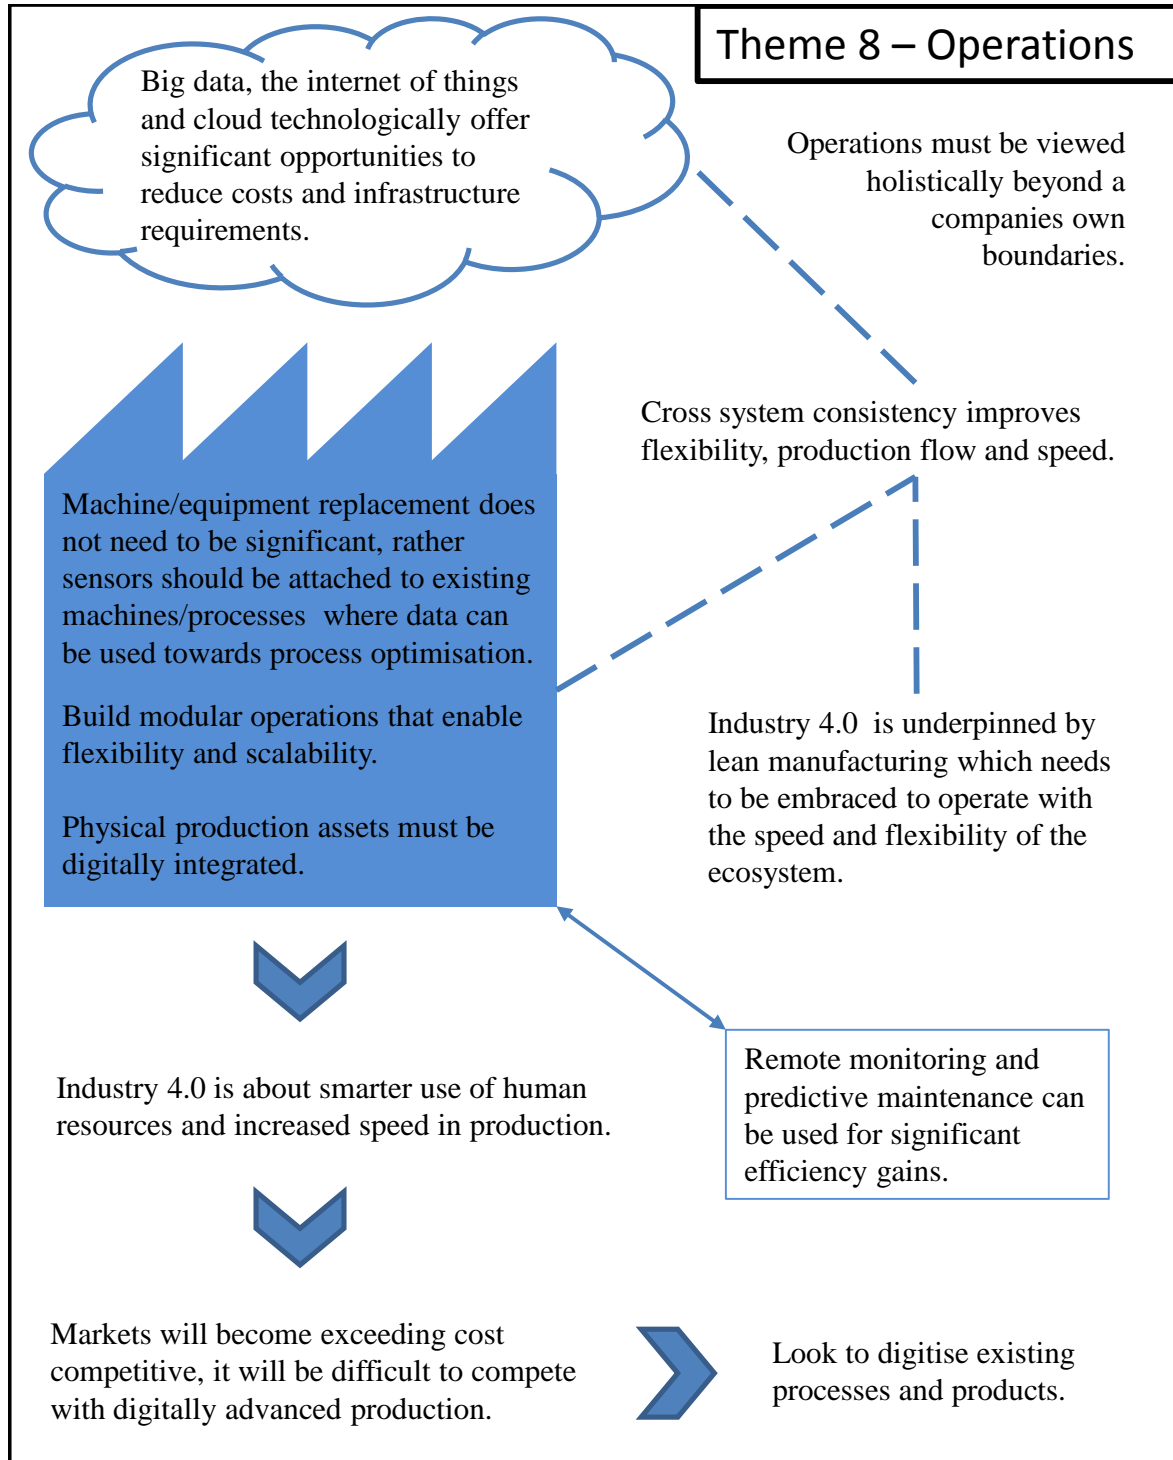 Theme 8 – Operations
Big data, the internet of things
and cloud technologically offer
significant opportunities to
reduce costs and infrastructure
requirements.
Operations must be viewed
holistically beyond a
companies own
boundaries.
Cross system consistency improves
flexibility, production flow and speed.
Machine/equipment replacement does
not need to be significant, rather
sensors should be attached to existing
machines/processes where data can
be used towards process optimisation.
Build modular operations that enable
flexibility and scalability.
Physical production assets must be
digitally integrated.
Industry 4.0 is underpinned by
lean manufacturing which needs
to be embraced to operate with
the speed and flexibility of the
ecosystem.
Industry 4.0 is about smarter use of human
resources and increased speed in production.
Remote monitoring and
predictive maintenance can
be used for significant
efficiency gains.
Markets will become exceeding cost
competitive, it will be difficult to compete
with digitally advanced production.
Look to digitise existing
processes and products.